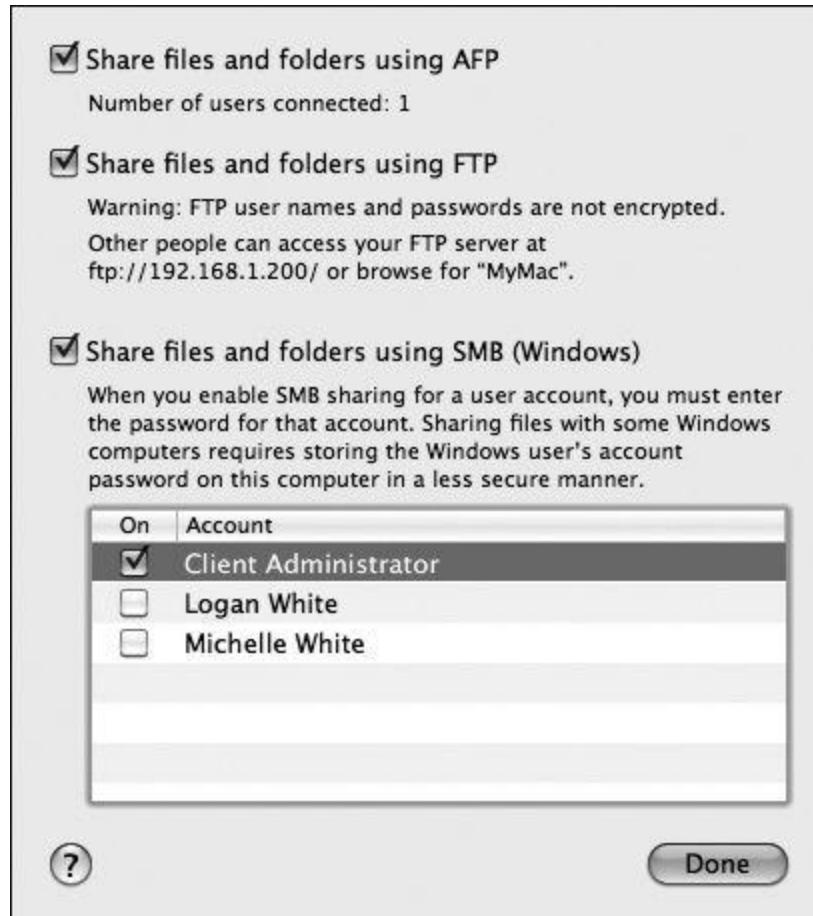 Share files and folders using AFP
Number of users connected: 1
Share files and folders using FTP
Warning: FTP user names and passwords are not encrypted.
Other people can access your FTP server at
ftp://192.168.1.200/ or browse for “MyMac”.
Share files and folders using SMB (Windows)
When you enable SMB sharing for a user account, you must enter
the password for that account. Sharing files with some Windows
computers requires storing the Windows user’s account
password on this computer in a less secure manner.
On Account
Client Administrator
Logan White
Michelle White
? Done